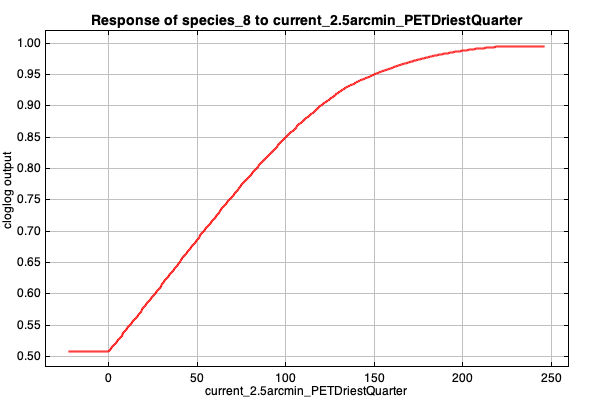 Response of species_8 to current_2.5arcmin_PETDriestQuarter
1.00
0.95
0.90
0.85
0.80
0.75
0.70
0.65
0.60
0.55
0.50
cloglog output
0 50 100 150 200 250
current_2.5arcmin_PETDriestQuarter